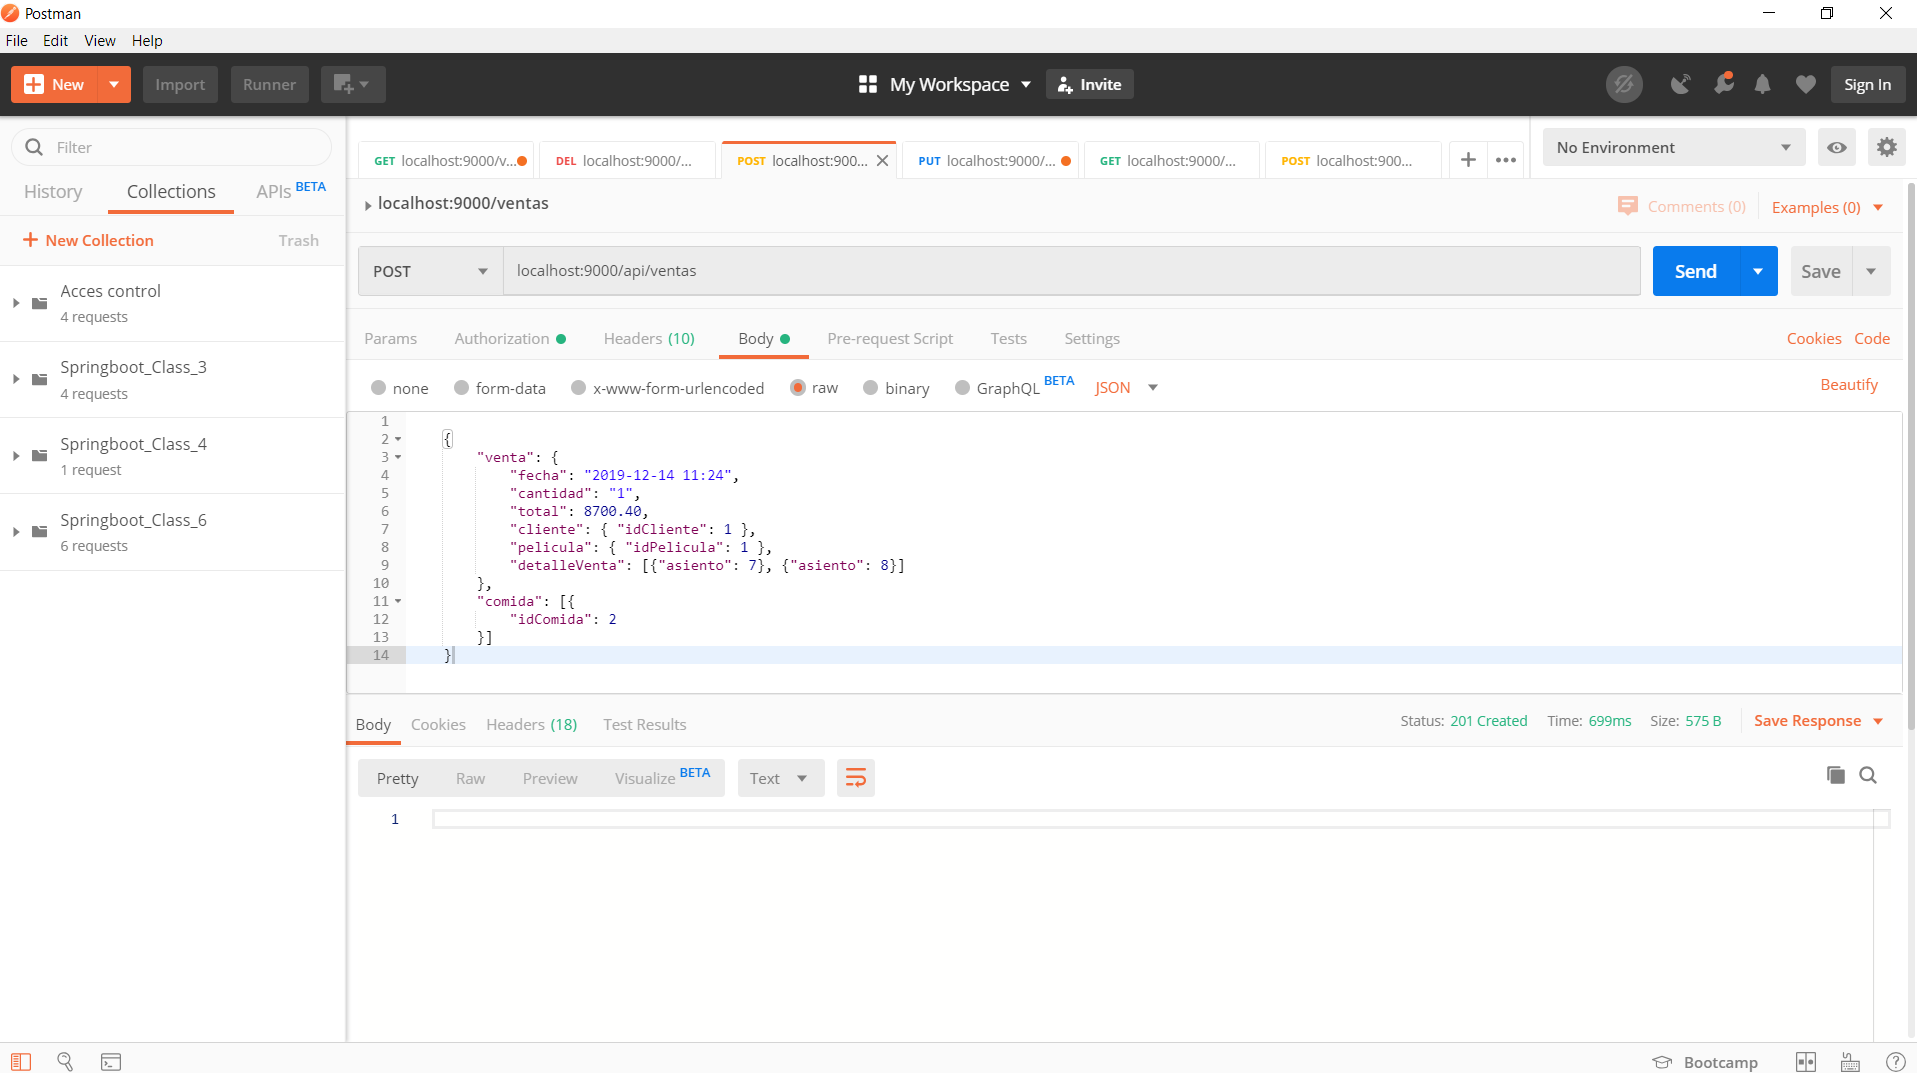 Postman
File Edit View Help
New Import Runner My Workspace Invite Sign In
Filter
History Collections APIs BETA
New Collection Trash
Acces control
4 requests
Springboot_Class_3
4 requests
Springboot_Class_4
1 request
Springboot_Class_6
6 requests
GET localhost:9000/v... DEL localhost:9000/... POST localhost:900... PUT localhost:9000/... GET localhost:9000/... POST localhost:900... No Environment
localhost:9000/ventas Comments (0) Examples (0)
POST localhost:9000/api/ventas Send Save
Params Authorization Headers (10) Body Pre-request Script Tests Settings Cookies Code
none form-data x-www-form-urlencoded raw binary GraphQL BETA JSON Beautify
1
2 {
3 "venta": {
4 "fecha": "2019-12-14 11:24",
5 "cantidad": "1",
6 "total": 8700.40,
7 "cliente": { "idCliente": 1 },
8 "pelicula": { "idPelicula": 1 },
9 "detalleVenta": [{"asiento": 7}, {"asiento": 8}]
10 },
11 "comida": [{
12 "idComida": 2
13 }]
14 }
Body Cookies Headers (18) Test Results Status: 201 Created Time: 699ms Size: 575 B Save Response
Pretty Raw Preview Visualize BETA Text
1
Bootcamp